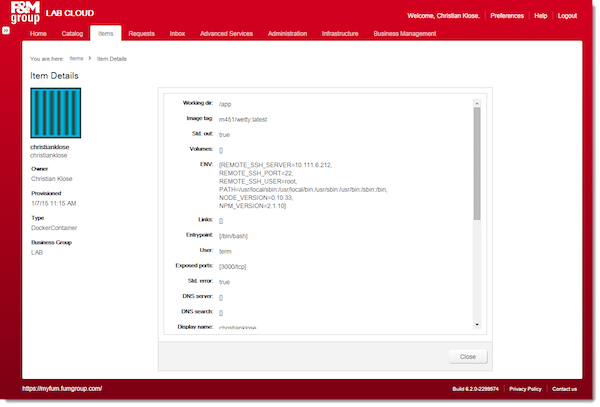 F&M
group
LAB CLOUD
Welcome, Christian Klose.
Preferences
Help
Logout
Home
Catalog
Items
Requests
Inbox
Advanced Services
Administration
Infrastructure
Business Management
You are here: Items Item Details
Item Details
christianklose
christianklose
Owner
Christian Klose
Provisioned
1/7/15 11:15 AM
Type
DockerContainer
Business Group
LAB
Working dir: /app
Image tag: m451/wetty:latest
Std. out: true
Volumes: []
ENV: [REMOTE_SSH_SERVER=10.111.6.212,
REMOTE_SSH_PORT=22,
REMOTE_SSH_USER=root,
PATH=/usr/local/sbin:/usr/local/bin:/usr/sbin:/usr/bin:/sbin:/bin,
NODE_VERSION=0.10.33,
NPM_VERSION=2.1.10]
Links: []
Entrypoint: [/bin/bash]
User: term
Exposed ports: [3000/tcp]
Std. error: true
DNS server: []
DNS search: []
Display name: christianklose
Close
https://myfum.fumgroup.com/
Build 6.2.0-2288574
Privacy Policy
Contact us